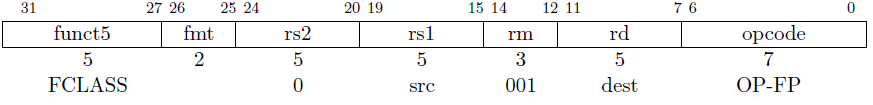 31 27 26 25 24 20 19 15 14 12 11 7 6 0
funct5 fmt rs2 rs1 rm rd opcode
5 2 5 5 3 5 7
FCLASS 0 src 001 dest OP-FP